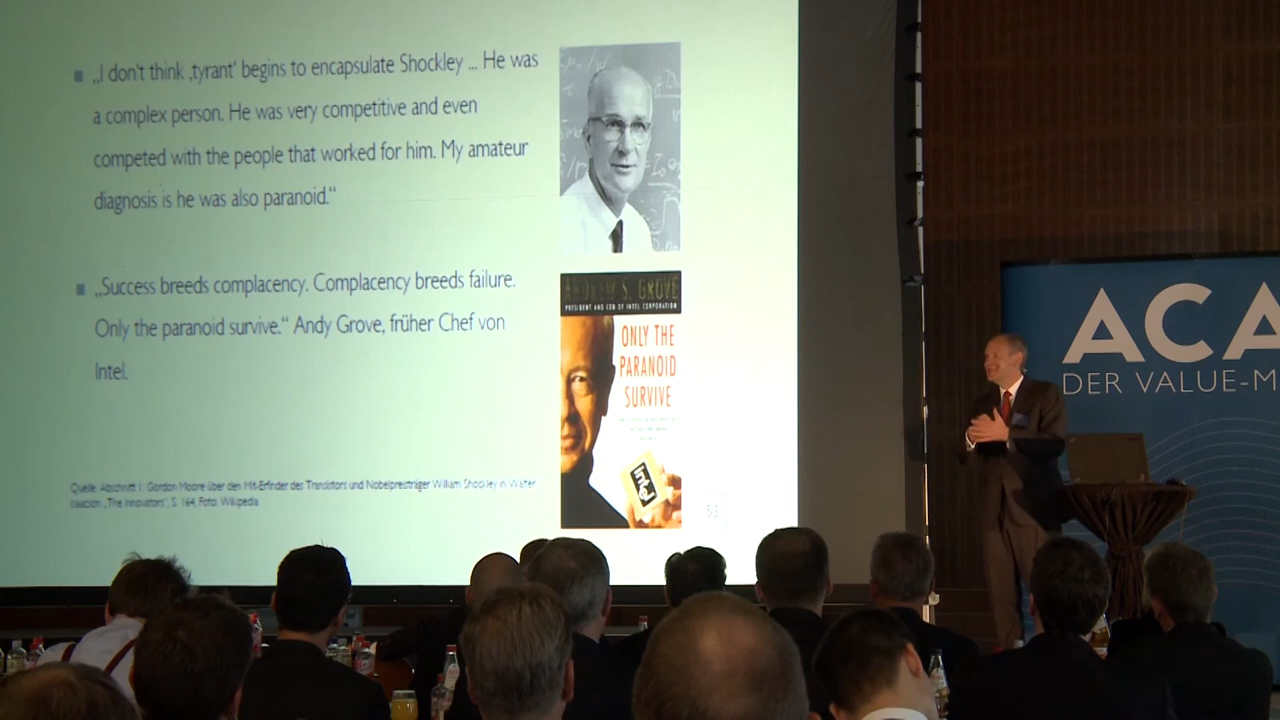 „I don't think ‚tyrant' begins to encapsulate Shockley ... He was
a complex person. He was very competitive and even
competed with the people that worked for him. My amateur
diagnosis is he was also paranoid.“
„Success breeds complacency. Complacency breeds failure.
Only the paranoid survive.“ Andy Grove, früher Chef von
Intel.
Quelle: Abschnitt 1: Gordon Moore über den Mit-Erfinder des Transistors und Nobelpreisträger William Shockley in Walter
Isaacson „The Innovators“, S. 164, Foto: Wikipedia
ANDREW S. GROVE
PRESIDENT AND CEO OF INTEL CORPORATION
ONLY THE
PARANOID
SURVIVE
intel
53
ACA
DER VALUE-M